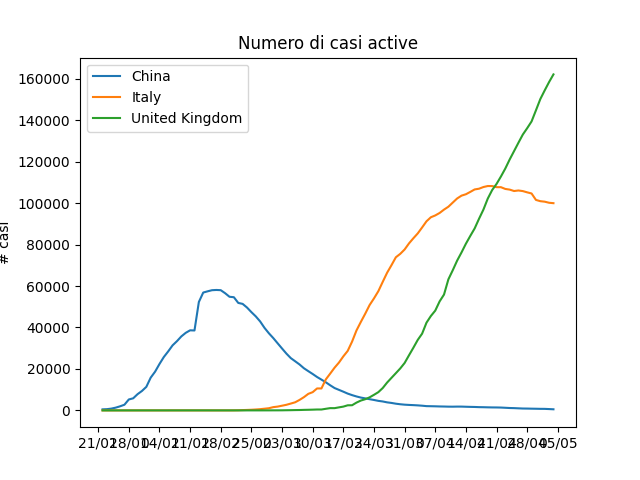 Numero di casi active
China
Italy
United Kingdom
160000
140000
120000
100000
80000
60000
40000
20000
0
# casi
21/01 28/01 04/02 11/02 18/02 25/02 03/03 10/03 17/03 24/03 31/03 07/04 14/04 21/04 28/04 05/05